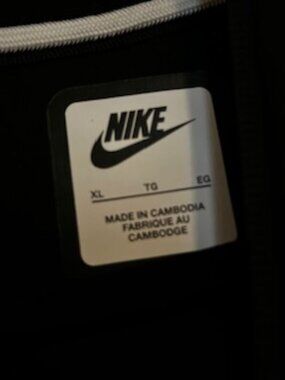 NIKE
XL TG EG
MADE IN CAMBODIA
FABRIQUE AU
CAMBODGE